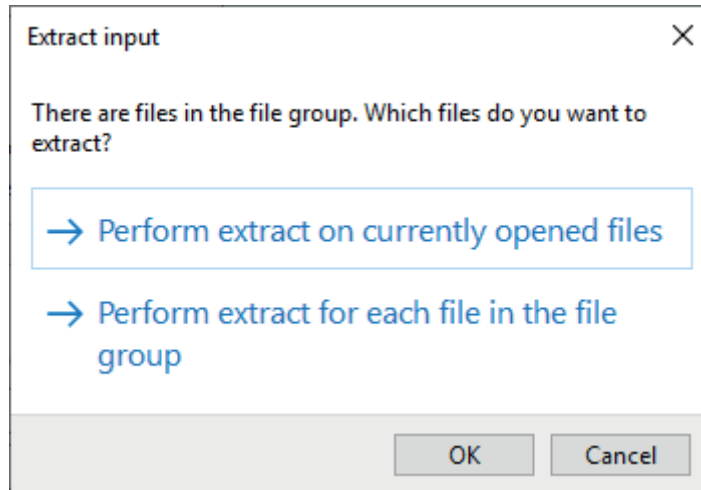 Extract input
There are files in the file group. Which files do you want to
extract?
Perform extract on currently opened files
Perform extract for each file in the file
group
OK
Cancel